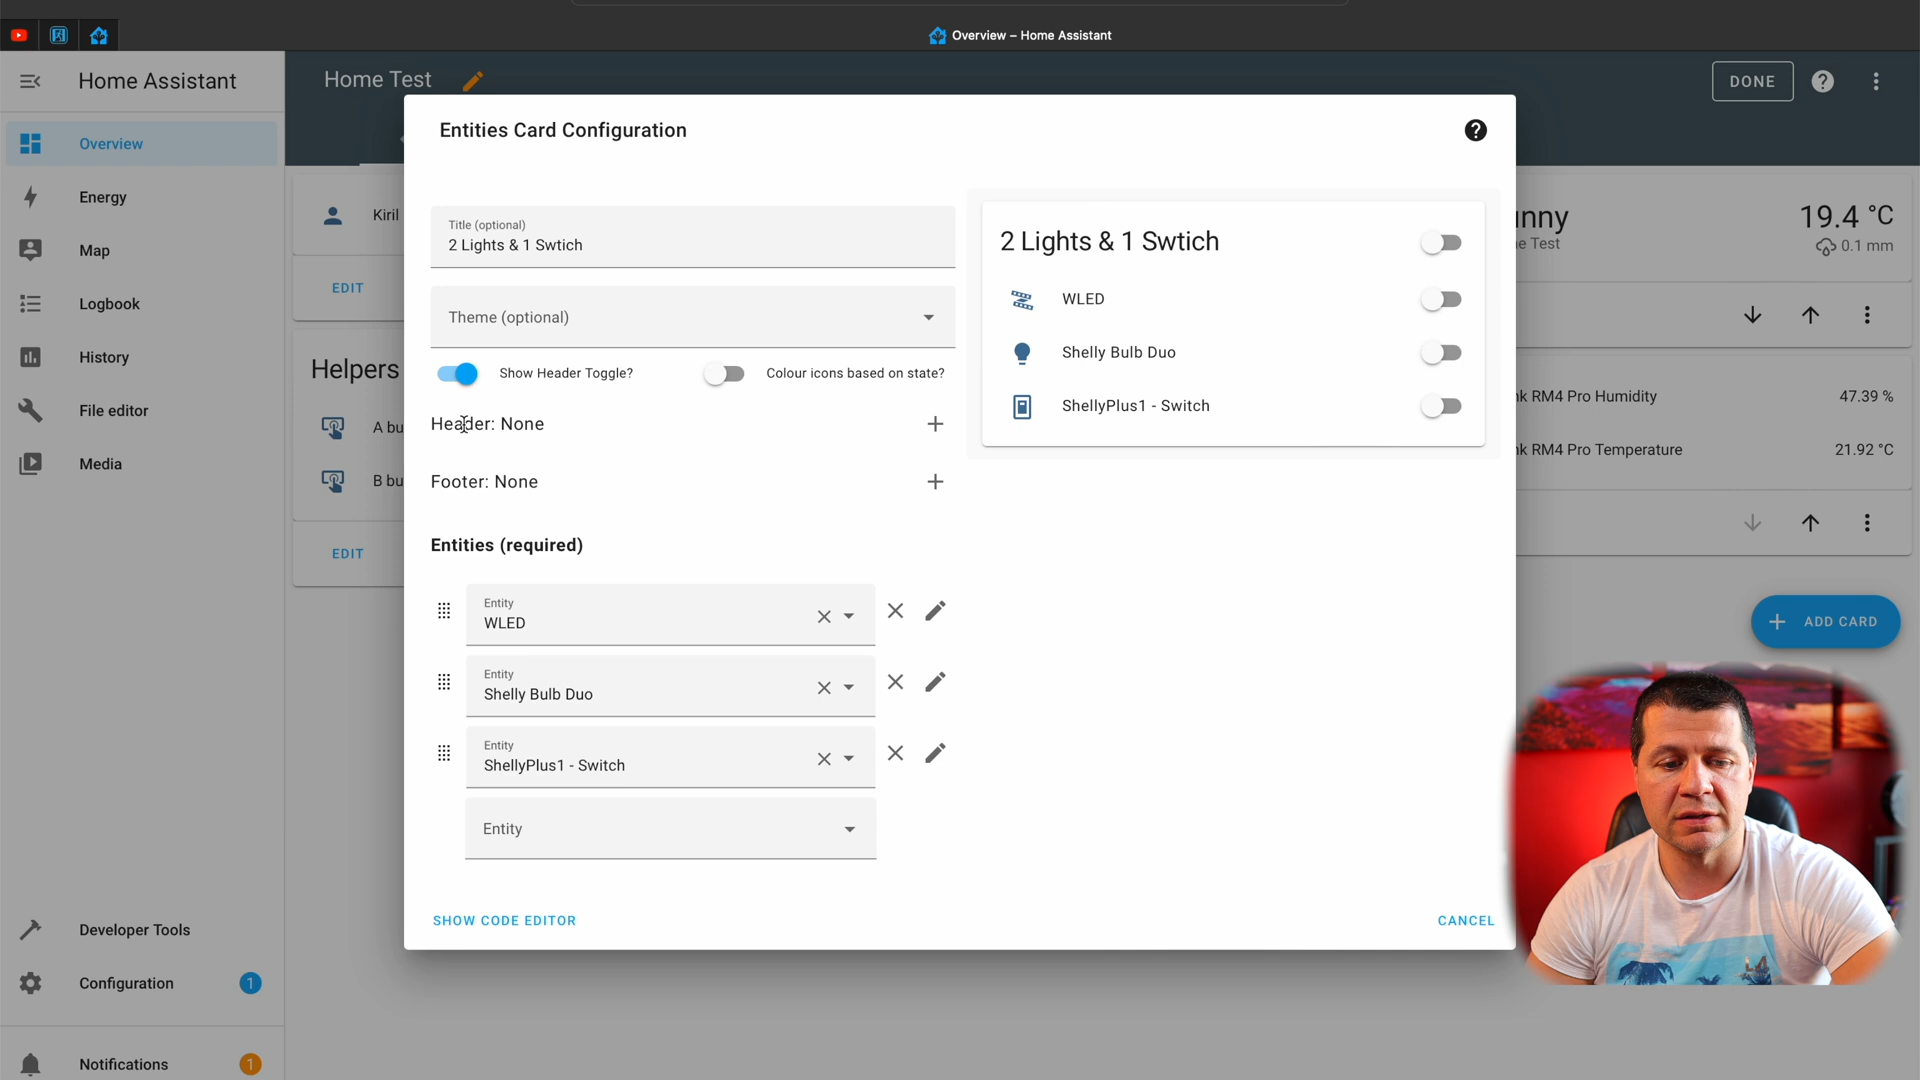 Overview – Home Assistant
Home Assistant
Home Test
DONE
Overview
Energy
Map
Logbook
History
File editor
Media
Developer Tools
Configuration
1
Notifications
1
Kiril
EDIT
Helpers
A bu
B bu
EDIT
Entities Card Configuration
Title (optional)
2 Lights & 1 Swtich
Theme (optional)
Show Header Toggle?
Colour icons based on state?
Header: None
Footer: None
Entities (required)
Entity
WLED
Entity
Shelly Bulb Duo
Entity
ShellyPlus1 - Switch
Entity
SHOW CODE EDITOR
CANCEL
2 Lights & 1 Swtich
WLED
Shelly Bulb Duo
ShellyPlus1 - Switch
nny
19.4 °C
e Test
0.1 mm
nk RM4 Pro Humidity
47.39 %
nk RM4 Pro Temperature
21.92 °C
ADD CARD